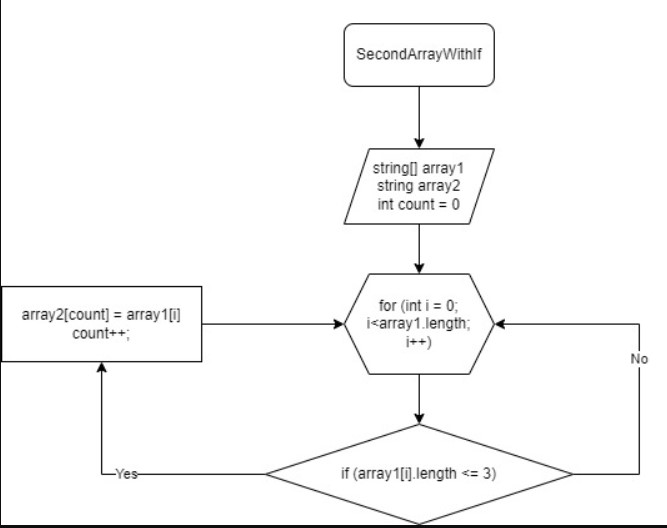 SecondArrayWithIf
string[] array1
string array2
int count = 0
for (int i = 0;
i<array1.length;
i++)
array2[count] = array1[i]
count++;
No
Yes
if (array1[i].length <= 3)